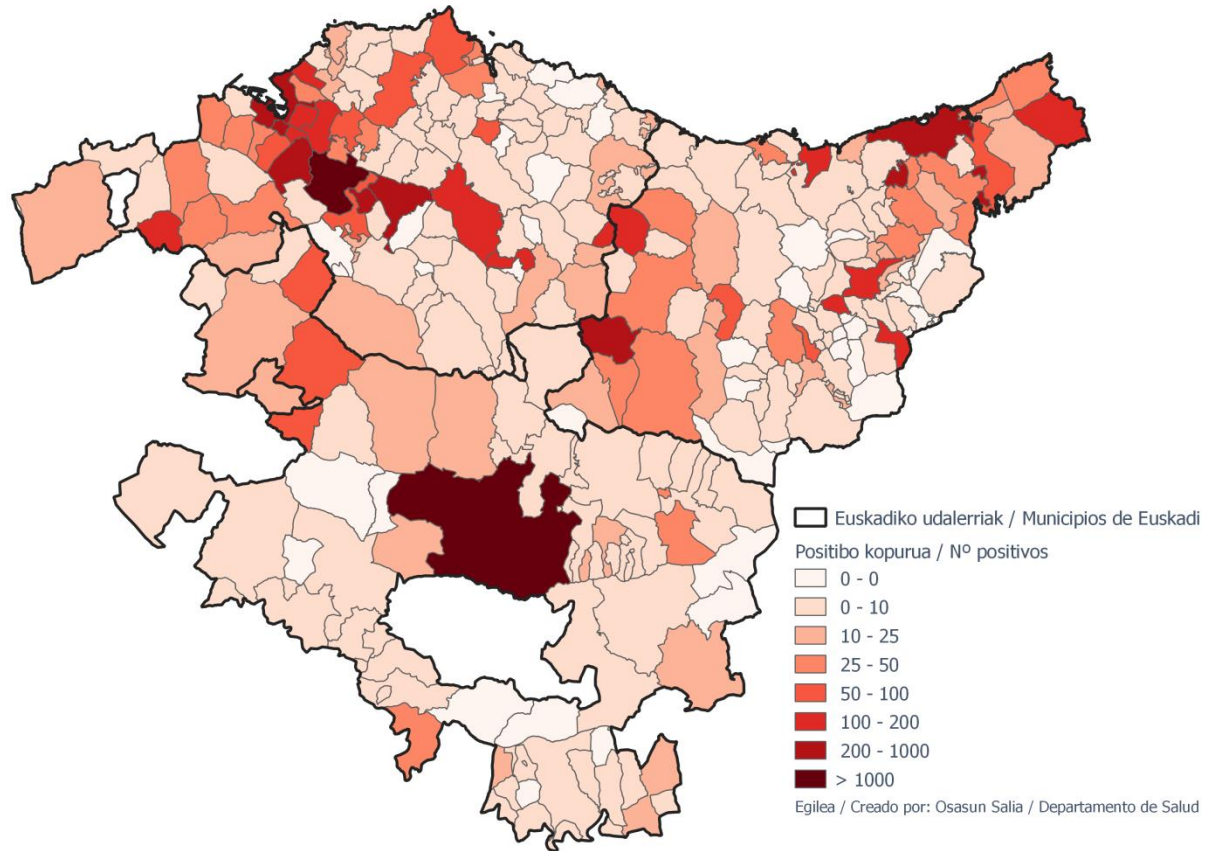 Euskadiko udalerriak / Municipios de Euskadi
Positibo kopurua / Nº positivos
0 - 0
0 - 10
10 - 25
25 - 50
50 - 100
100 - 200
200 - 1000
> 1000
Egilea / Creado por: Osasun Salia / Departamento de Salud